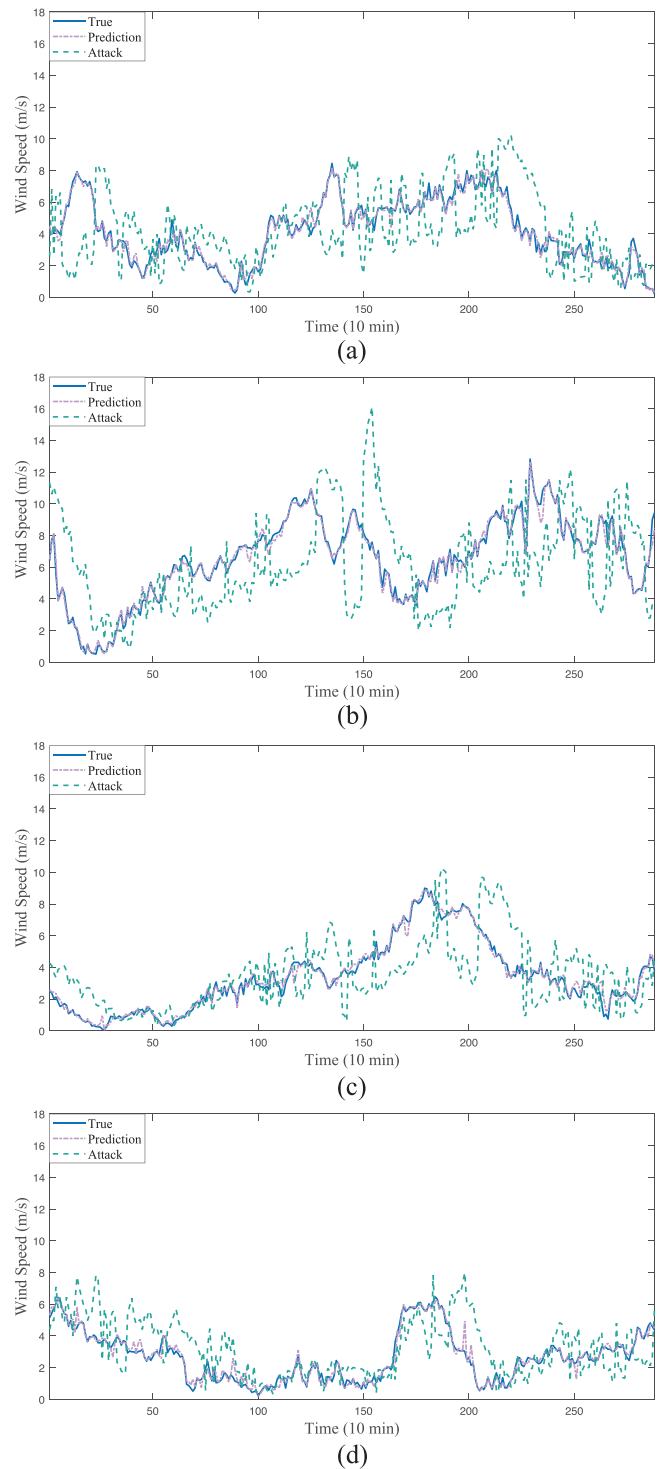 18
True
16
Prediction
Attack
14
12
10
8
6
4
2
0
Wind Speed (m/s)
50
100
150
200
250
Time (10 min)
(a)
18
True
16
Prediction
Attack
14
12
10
8
6
4
2
0
Wind Speed (m/s)
50
100
150
200
250
Time (10 min)
(b)
18
True
16
Prediction
Attack
14
12
10
8
6
4
2
0
Wind Speed (m/s)
50
100
150
200
250
Time (10 min)
(c)
18
True
16
Prediction
Attack
14
12
10
8
6
4
2
0
Wind Speed (m/s)
50
100
150
200
250
Time (10 min)
(d)